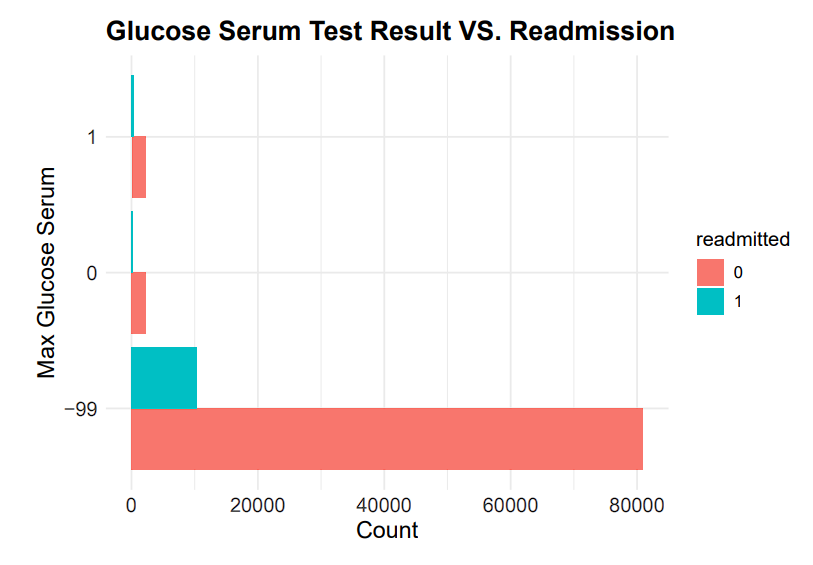 Glucose Serum Test Result VS. Readmission
Max Glucose Serum
1
0
−99
0
20000
40000
60000
80000
Count
readmitted
0
1